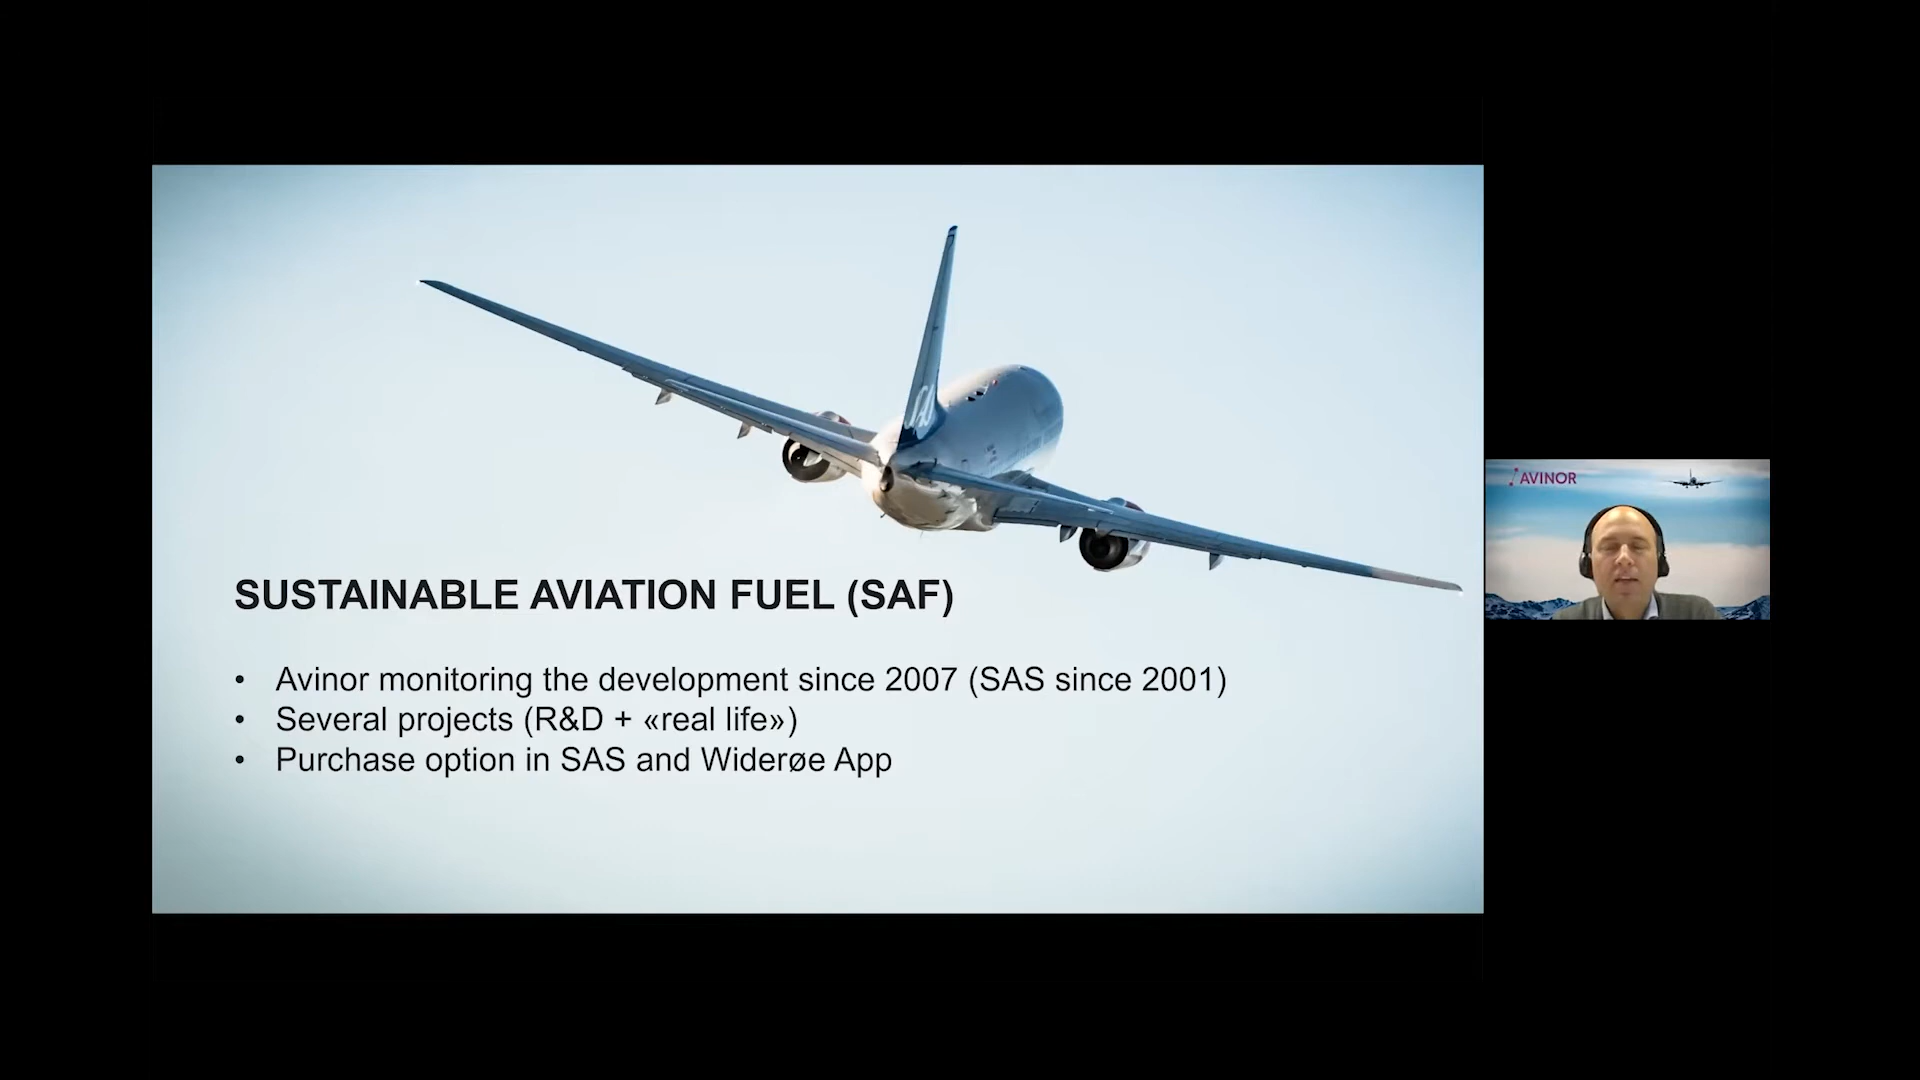 SUSTAINABLE AVIATION FUEL (SAF)
• Avinor monitoring the development since 2007 (SAS since 2001)
• Several projects (R&D + «real life»)
• Purchase option in SAS and Widerøe App
AVINOR